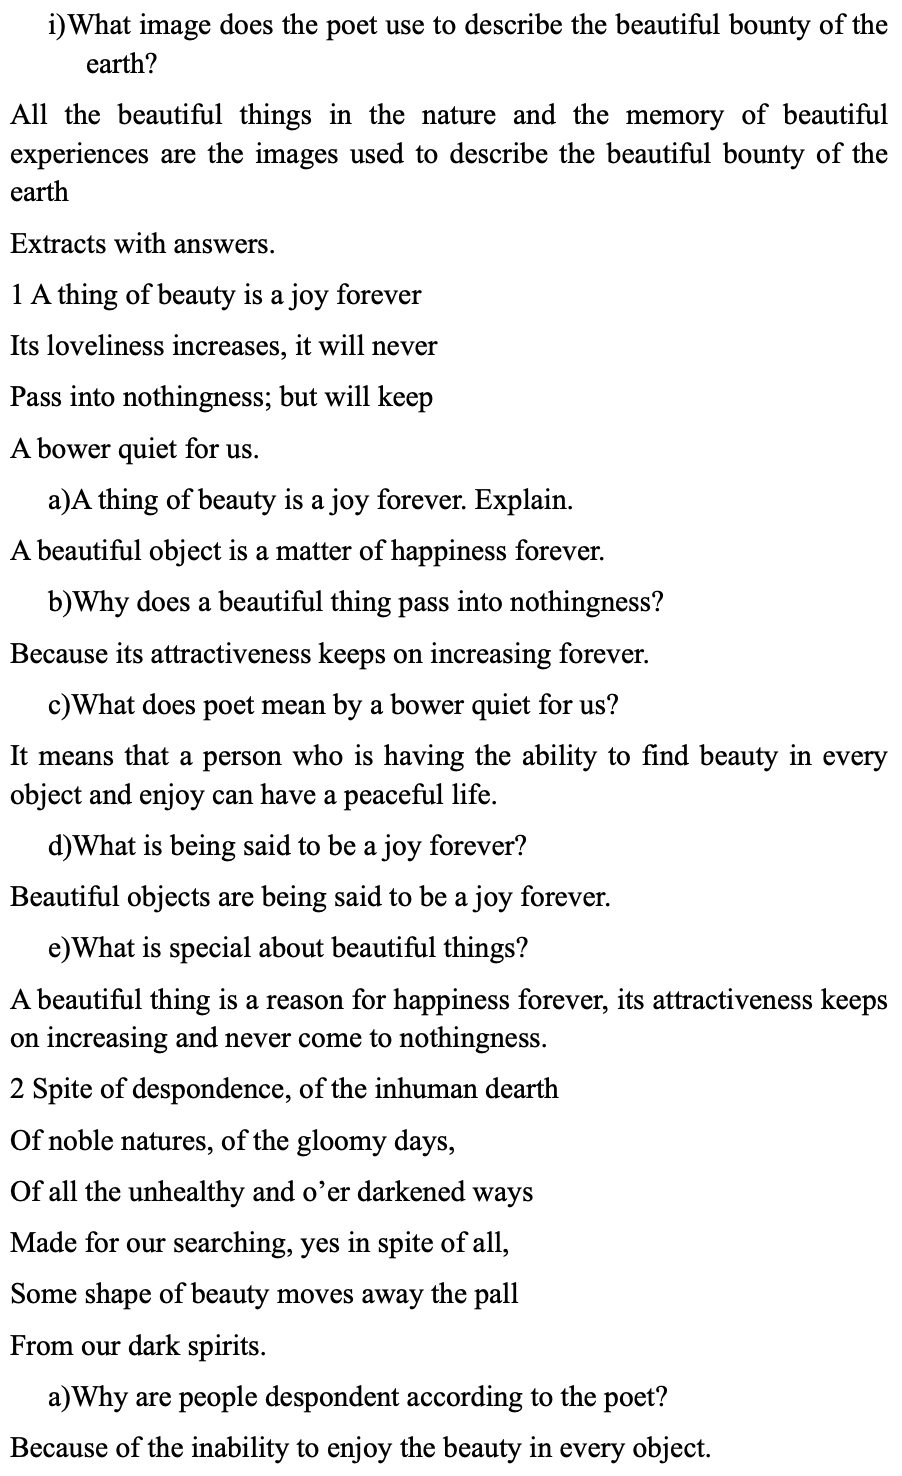 i)What image does the poet use to describe the beautiful bounty of the
earth?
All the beautiful things in the nature and the memory of beautiful
experiences are the images used to describe the beautiful bounty of the
earth
Extracts with answers.
1 A thing of beauty is a joy forever
Its loveliness increases, it will never
Pass into nothingness; but will keep
A bower quiet for us.
a)A thing of beauty is a joy forever. Explain.
A beautiful object is a matter of happiness forever.
b)Why does a beautiful thing pass into nothingness?
Because its attractiveness keeps on increasing forever.
c)What does poet mean by a bower quiet for us?
It means that a person who is having the ability to find beauty in every
object and enjoy can have a peaceful life.
d)What is being said to be a joy forever?
Beautiful objects are being said to be a joy forever.
e)What is special about beautiful things?
A beautiful thing is a reason for happiness forever, its attractiveness keeps
on increasing and never come to nothingness.
2 Spite of despondence, of the inhuman dearth
Of noble natures, of the gloomy days,
Of all the unhealthy and o’er darkened ways
Made for our searching, yes in spite of all,
Some shape of beauty moves away the pall
From our dark spirits.
a)Why are people despondent according to the poet?
Because of the inability to enjoy the beauty in every object.